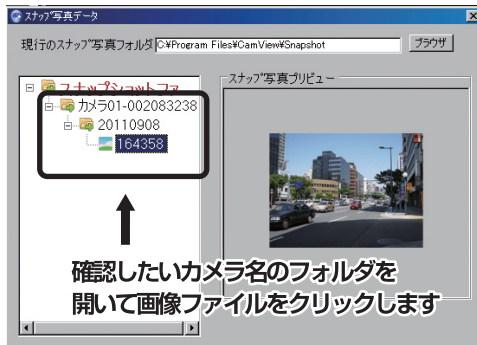 スナップ写真データ
現行のスナップ写真フォルダ C:¥Program Files¥CamView¥Snapshot ブラウザ
スナップショットファ
スナップ写真プリビュー
カメラ01-002083238
20110908
164358
確認したいカメラ名のフォルダを
開いて画像ファイルをクリックします